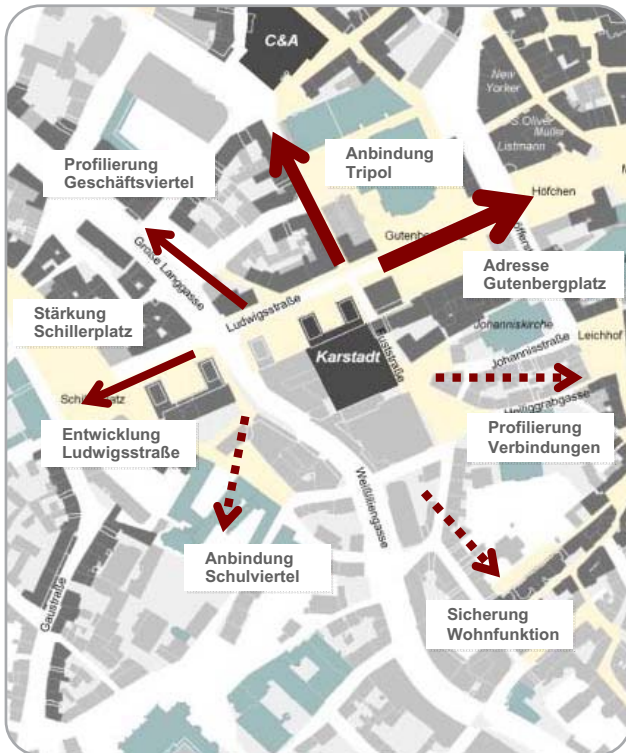 C&A
New
Yorker
S. Oliver
Müller
Listmann
Profilierung
Geschäftsviertel
Anbindung
Tripol
Höfchen
Große Langgasse
Adresse
Gutenbergplatz
Ludwigsstraße
Stärkung
Schillerplatz
Karstadt
Johanniskirche
Leichhof
Johannisstraße
Entwicklung
Ludwigsstraße
Profilierung
Verbindungen
Weißliliengasse
Anbindung
Schulviertel
Gaustraße
Sicherung
Wohnfunktion